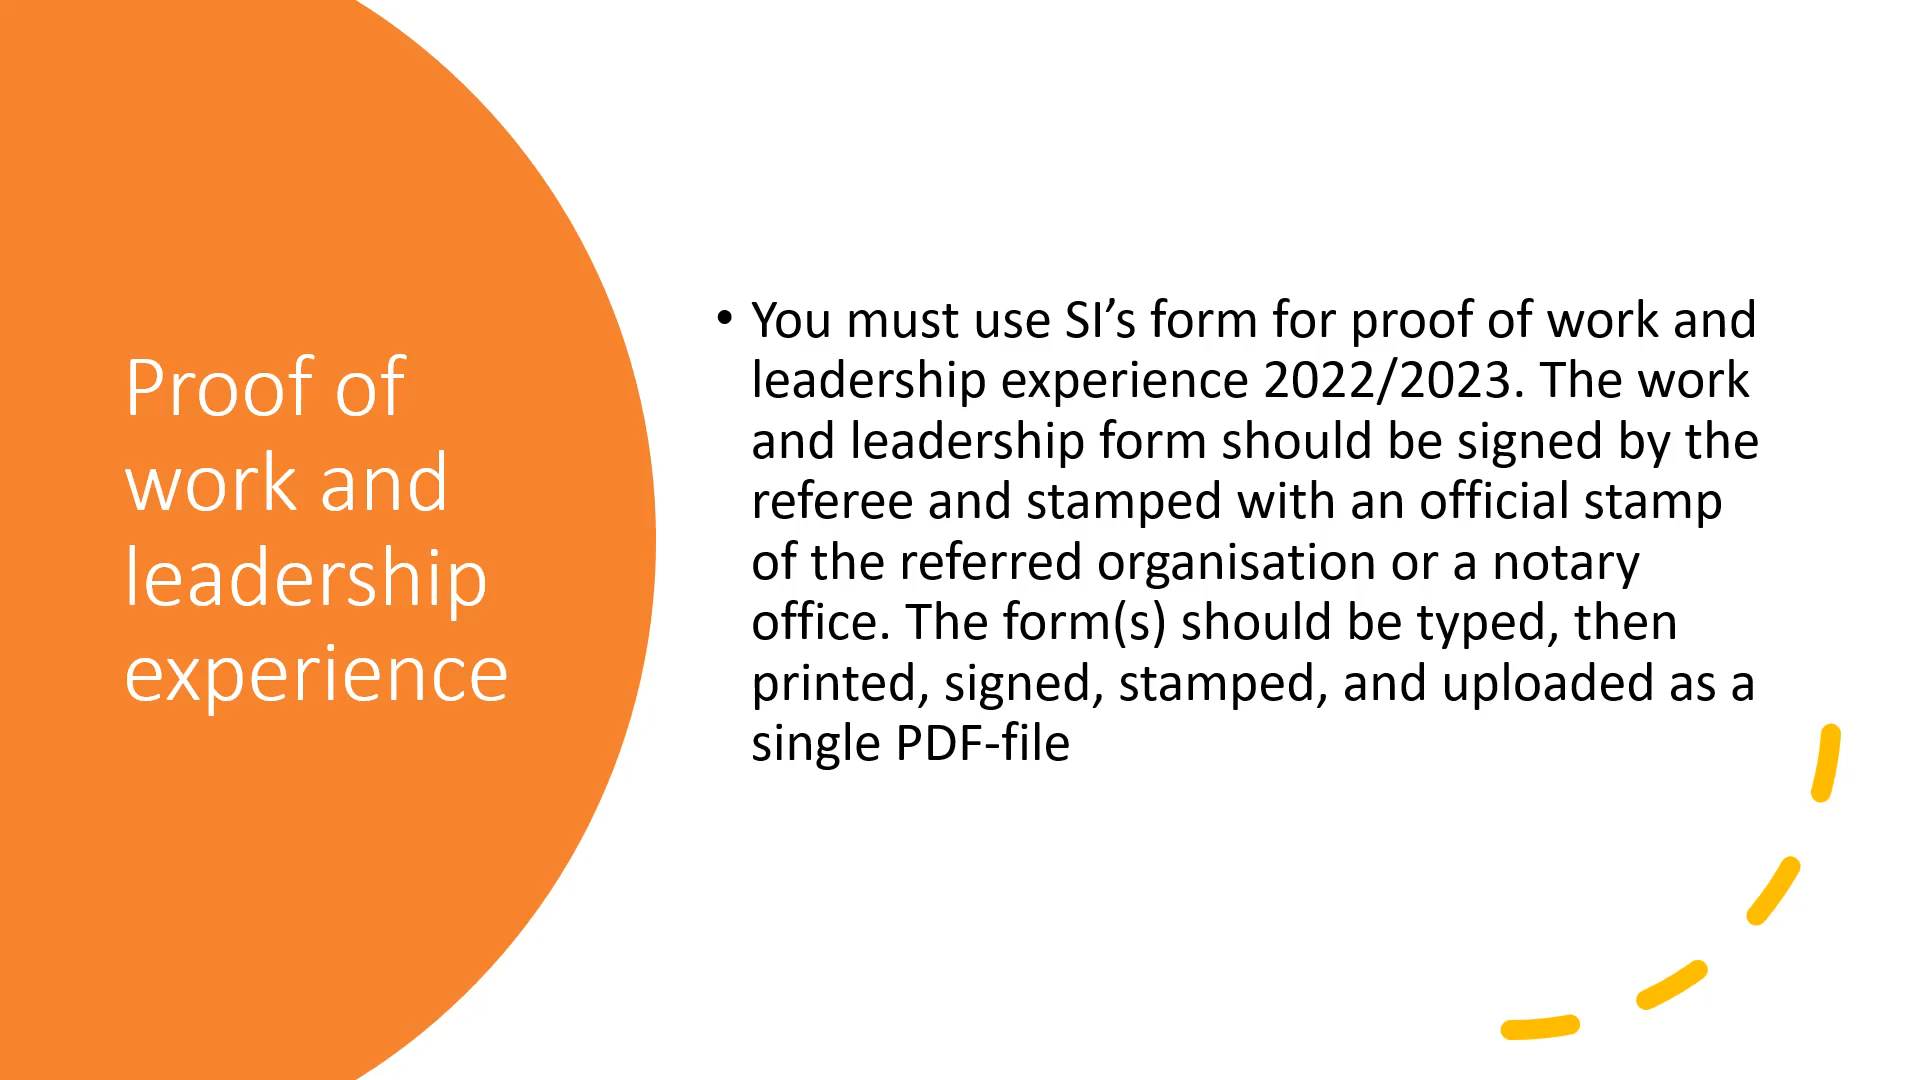 Proof of
work and
leadership
experience
• You must use SI’s form for proof of work and
leadership experience 2022/2023. The work
and leadership form should be signed by the
referee and stamped with an official stamp
of the referred organisation or a notary
office. The form(s) should be typed, then
printed, signed, stamped, and uploaded as a
single PDF-file